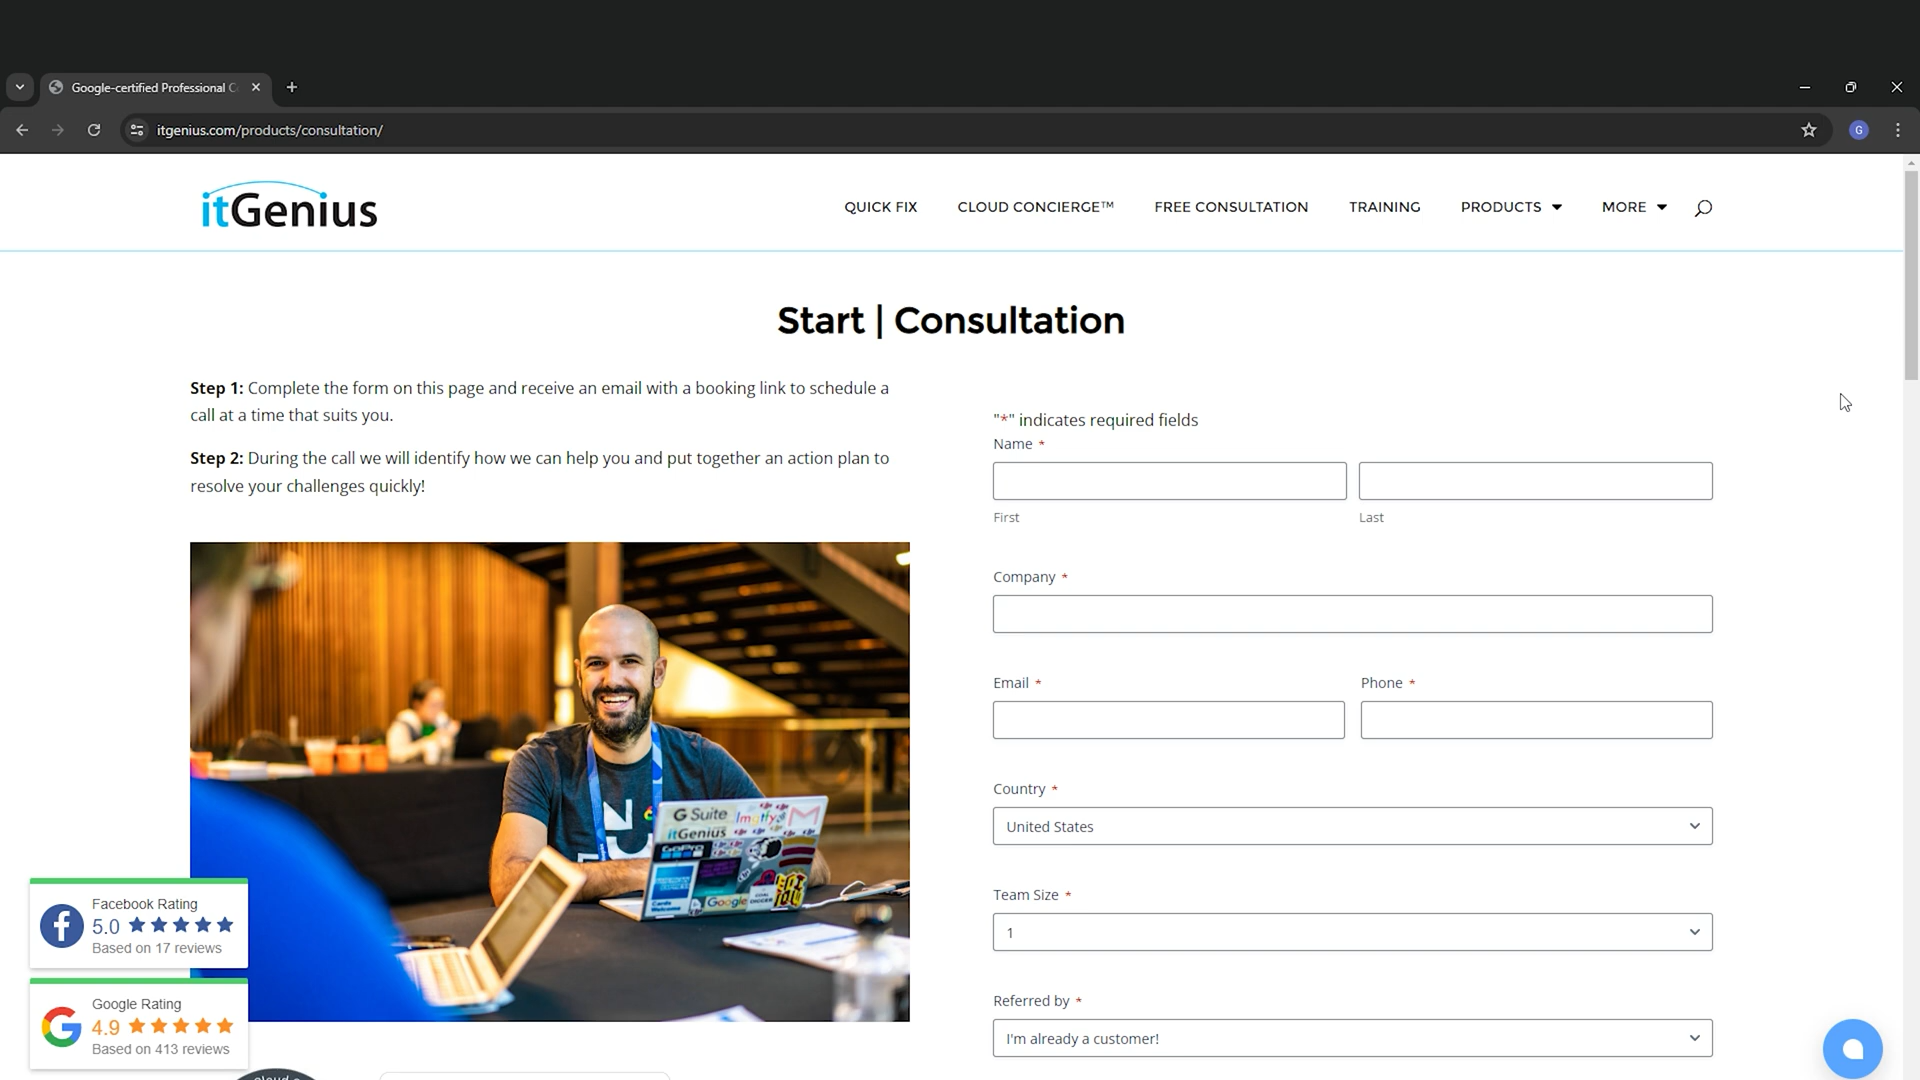 Google-certified Professional C
itgenius.com/products/consultation/
G
itGenius
QUICK FIX
CLOUD CONCIERGE™
FREE CONSULTATION
TRAINING
PRODUCTS
MORE
Start | Consultation
Step 1: Complete the form on this page and receive an email with a booking link to schedule a
call at a time that suits you.
Step 2: During the call we will identify how we can help you and put together an action plan to
resolve your challenges quickly!
G Suite
lmgtfy
itGenius
GoPro
Google
Facebook Rating
5.0
Based on 17 reviews
Google Rating
4.9
Based on 413 reviews
"*" indicates required fields
Name *
First
Last
Company *
Email *
Phone *
Country *
United States
Team Size *
1
Referred by *
I'm already a customer!